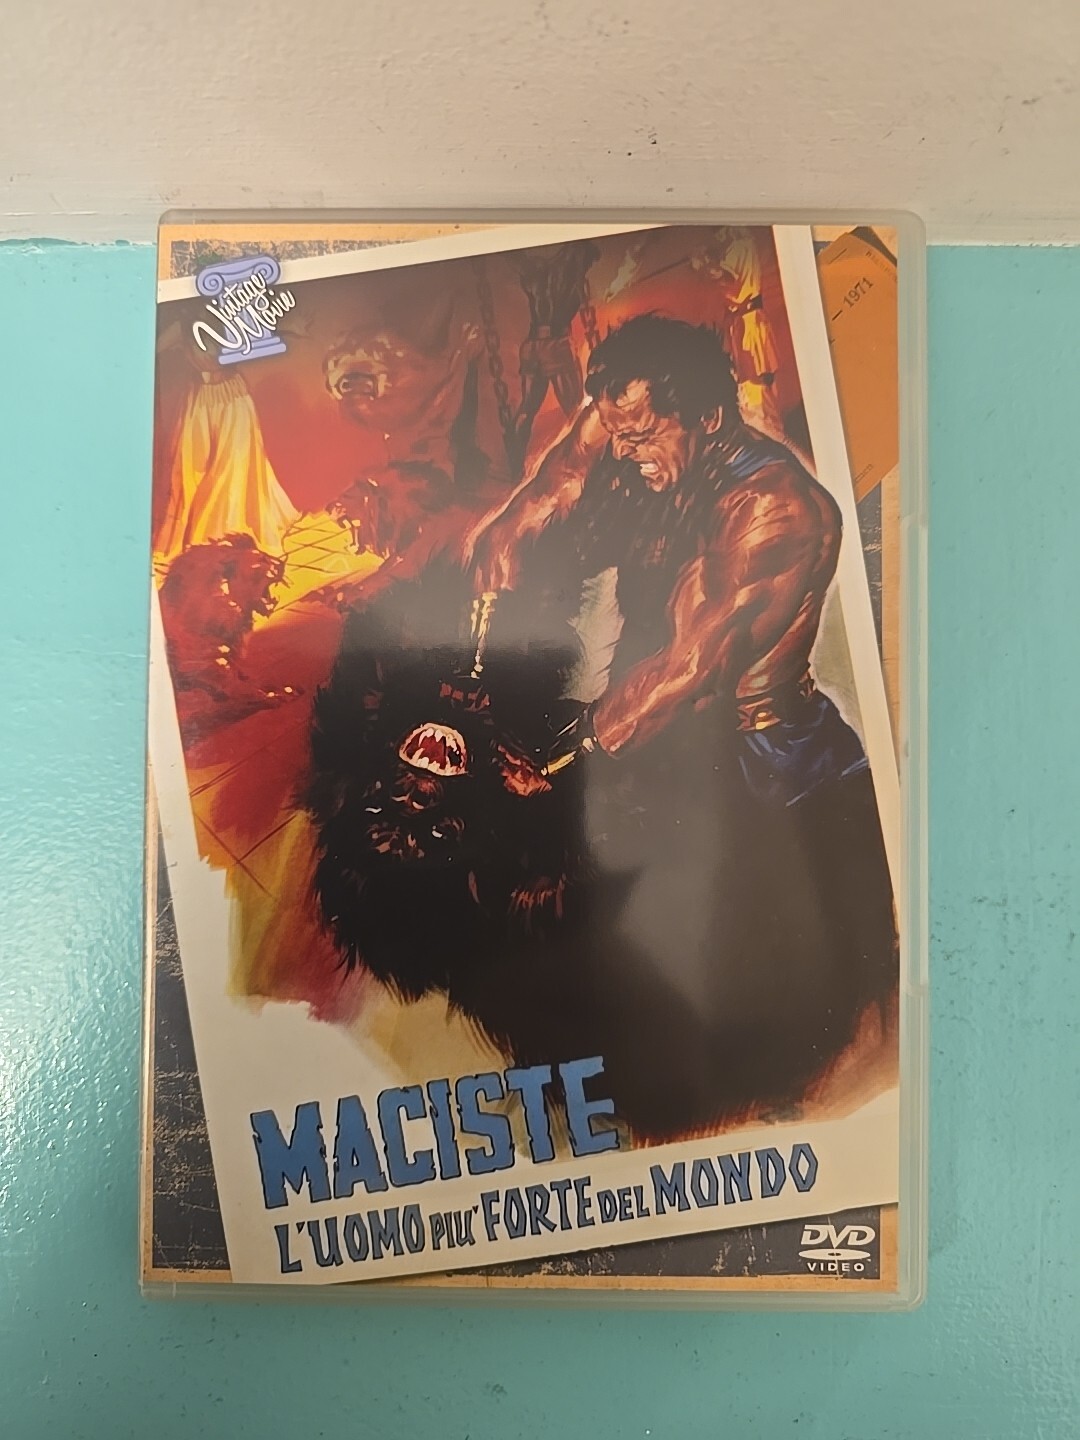 Vintage
Movie
— 1971
MACISTE
L'UOMO PIU' FORTE DEL MONDO
DVD
VIDEO